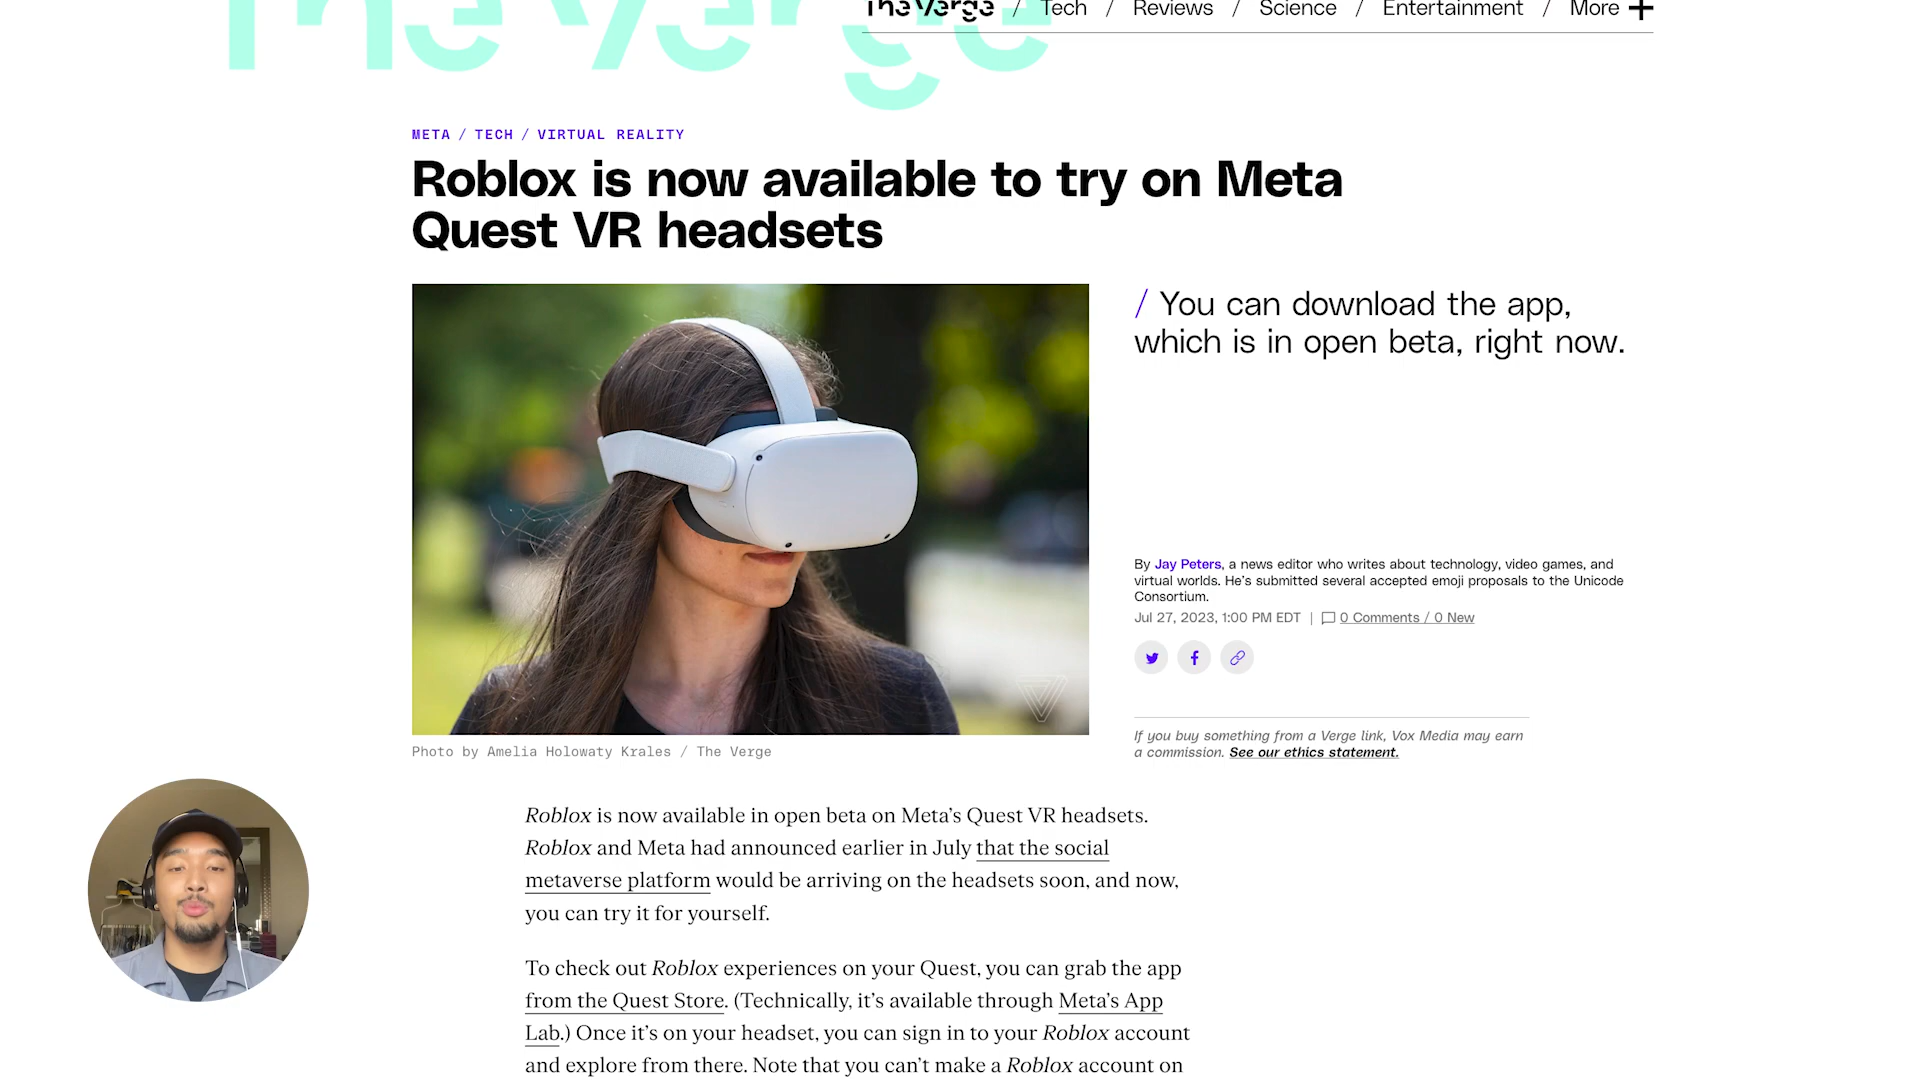 The Verge / Tech / Reviews / Science / Entertainment / More +
The Verge
META / TECH / VIRTUAL REALITY
Roblox is now available to try on Meta
Quest VR headsets
/ You can download the app,
which is in open beta, right now.
By Jay Peters, a news editor who writes about technology, video games, and
virtual worlds. He’s submitted several accepted emoji proposals to the Unicode
Consortium.
Jul 27, 2023, 1:00 PM EDT | 0 Comments / 0 New
If you buy something from a Verge link, Vox Media may earn
a commission. See our ethics statement.
Photo by Amelia Holowaty Krales / The Verge
Roblox is now available in open beta on Meta’s Quest VR headsets.
Roblox and Meta had announced earlier in July that the social
metaverse platform would be arriving on the headsets soon, and now,
you can try it for yourself.
To check out Roblox experiences on your Quest, you can grab the app
from the Quest Store. (Technically, it’s available through Meta’s App
Lab.) Once it’s on your headset, you can sign in to your Roblox account
and explore from there. Note that you can’t make a Roblox account on